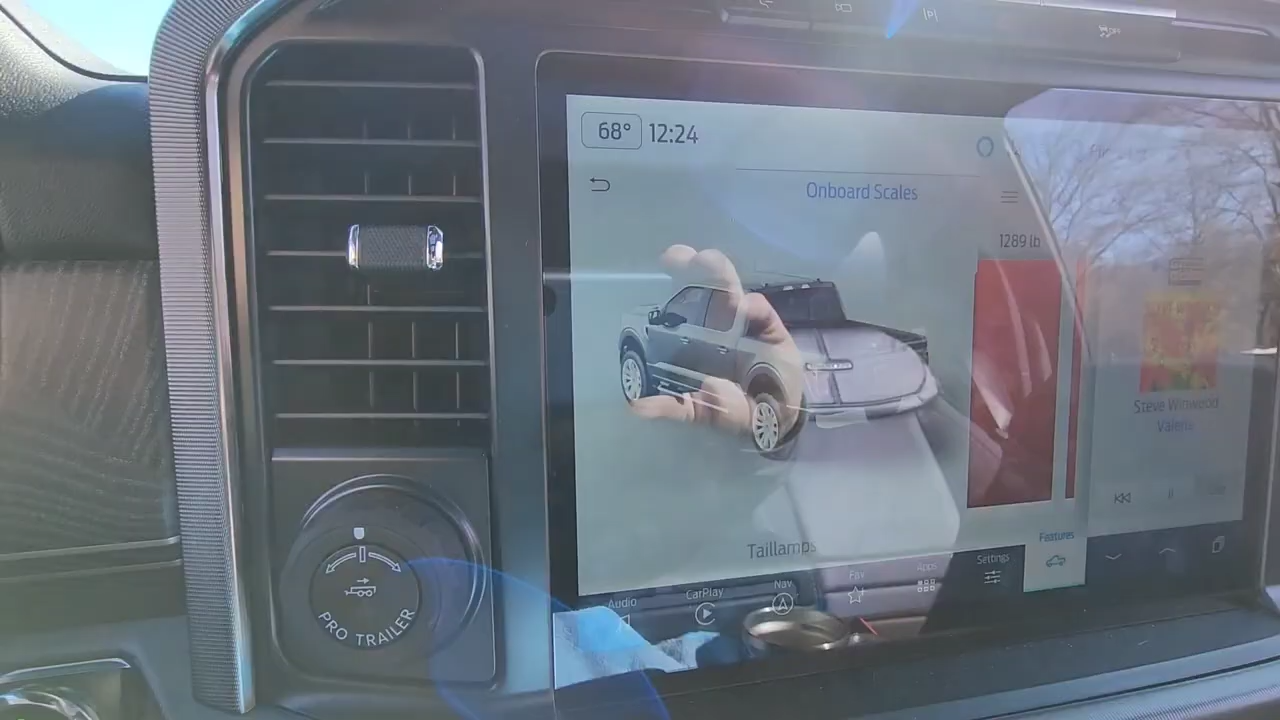 68° 12:24
Onboard Scales
1289 lb
Steve Winwood
Valerie
Taillamps
Audio
CarPlay
Nav
Fav
Apps
Settings
Features
PRO TRAILER